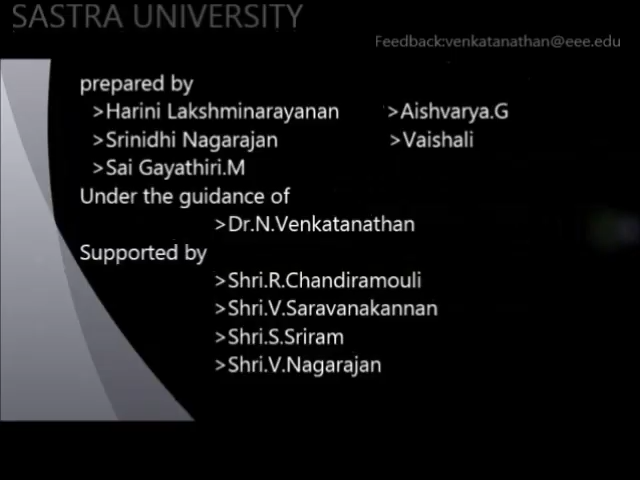 SASTRA UNIVERSITY
Feedback:venkatanathan@eee.edu
prepared by
>Harini Lakshminarayanan >Aishvarya.G
>Srinidhi Nagarajan >Vaishali
>Sai Gayathiri.M
Under the guidance of
>Dr.N.Venkatanathan
Supported by
>Shri.R.Chandiramouli
>Shri.V.Saravanakannan
>Shri.S.Sriram
>Shri.V.Nagarajan